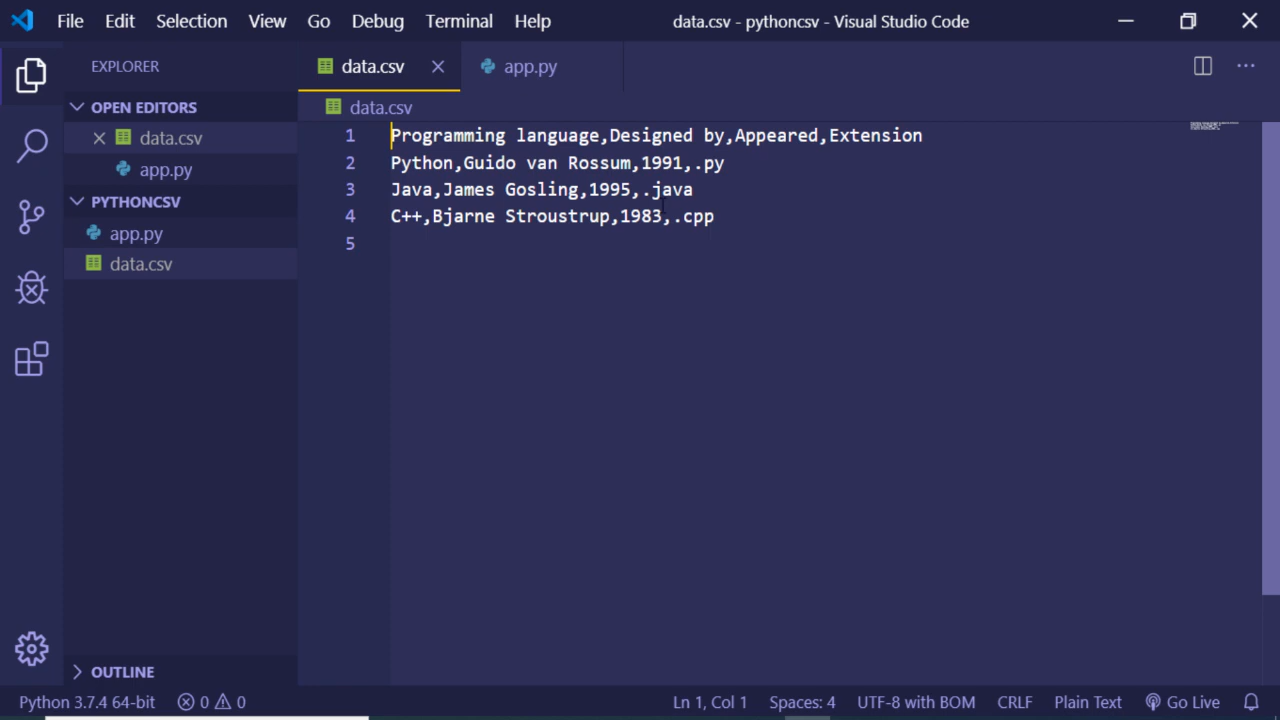 File Edit Selection View Go Debug Terminal Help data.csv - pythoncsv - Visual Studio Code
EXPLORER
OPEN EDITORS
data.csv
app.py
PYTHONCSV
app.py
data.csv
OUTLINE
data.csv app.py
data.csv
1 Programming language,Designed by,Appeared,Extension
2 Python,Guido van Rossum,1991,.py
3 Java,James Gosling,1995,.java
4 C++,Bjarne Stroustrup,1983,.cpp
5
Python 3.7.4 64-bit 0 0 Ln 1, Col 1 Spaces: 4 UTF-8 with BOM CRLF Plain Text Go Live